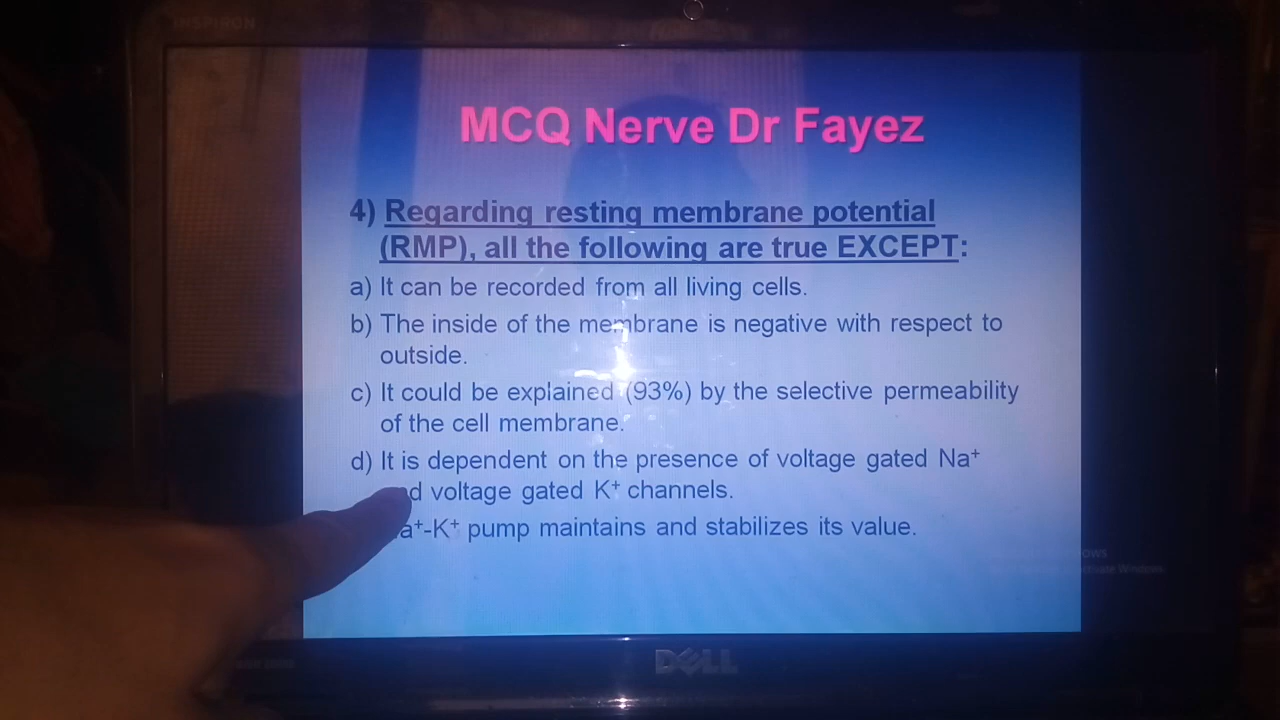 INSPIRON
MCQ Nerve Dr Fayez
4) Regarding resting membrane potential
(RMP), all the following are true EXCEPT:
a) It can be recorded from all living cells.
b) The inside of the membrane is negative with respect to
outside.
c) It could be explained (93%) by the selective permeability
of the cell membrane.
d) It is dependent on the presence of voltage gated Na⁺
voltage gated K⁺ channels.
a⁺-K⁺ pump maintains and stabilizes its value.
DELL